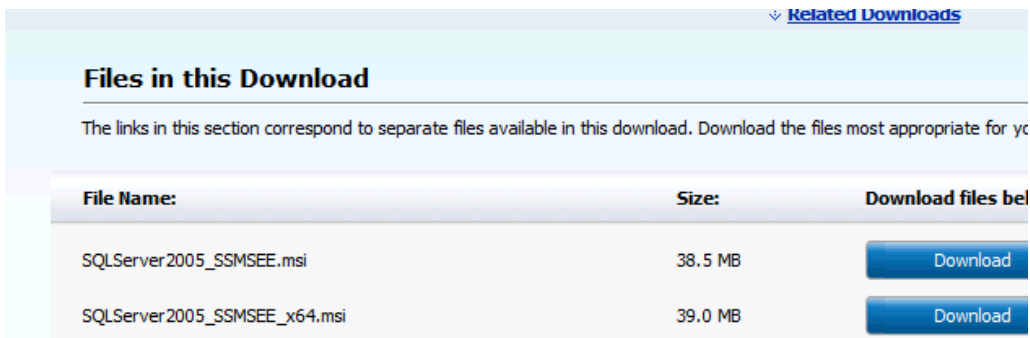 Related Downloads
Files in this Download
The links in this section correspond to separate files available in this download. Download the files most appropriate for
File Name: Size: Download files
SQLServer2005_SSMSEE.msi 38.5 MB Download
SQLServer2005_SSMSEE_x64.msi 39.0 MB Download